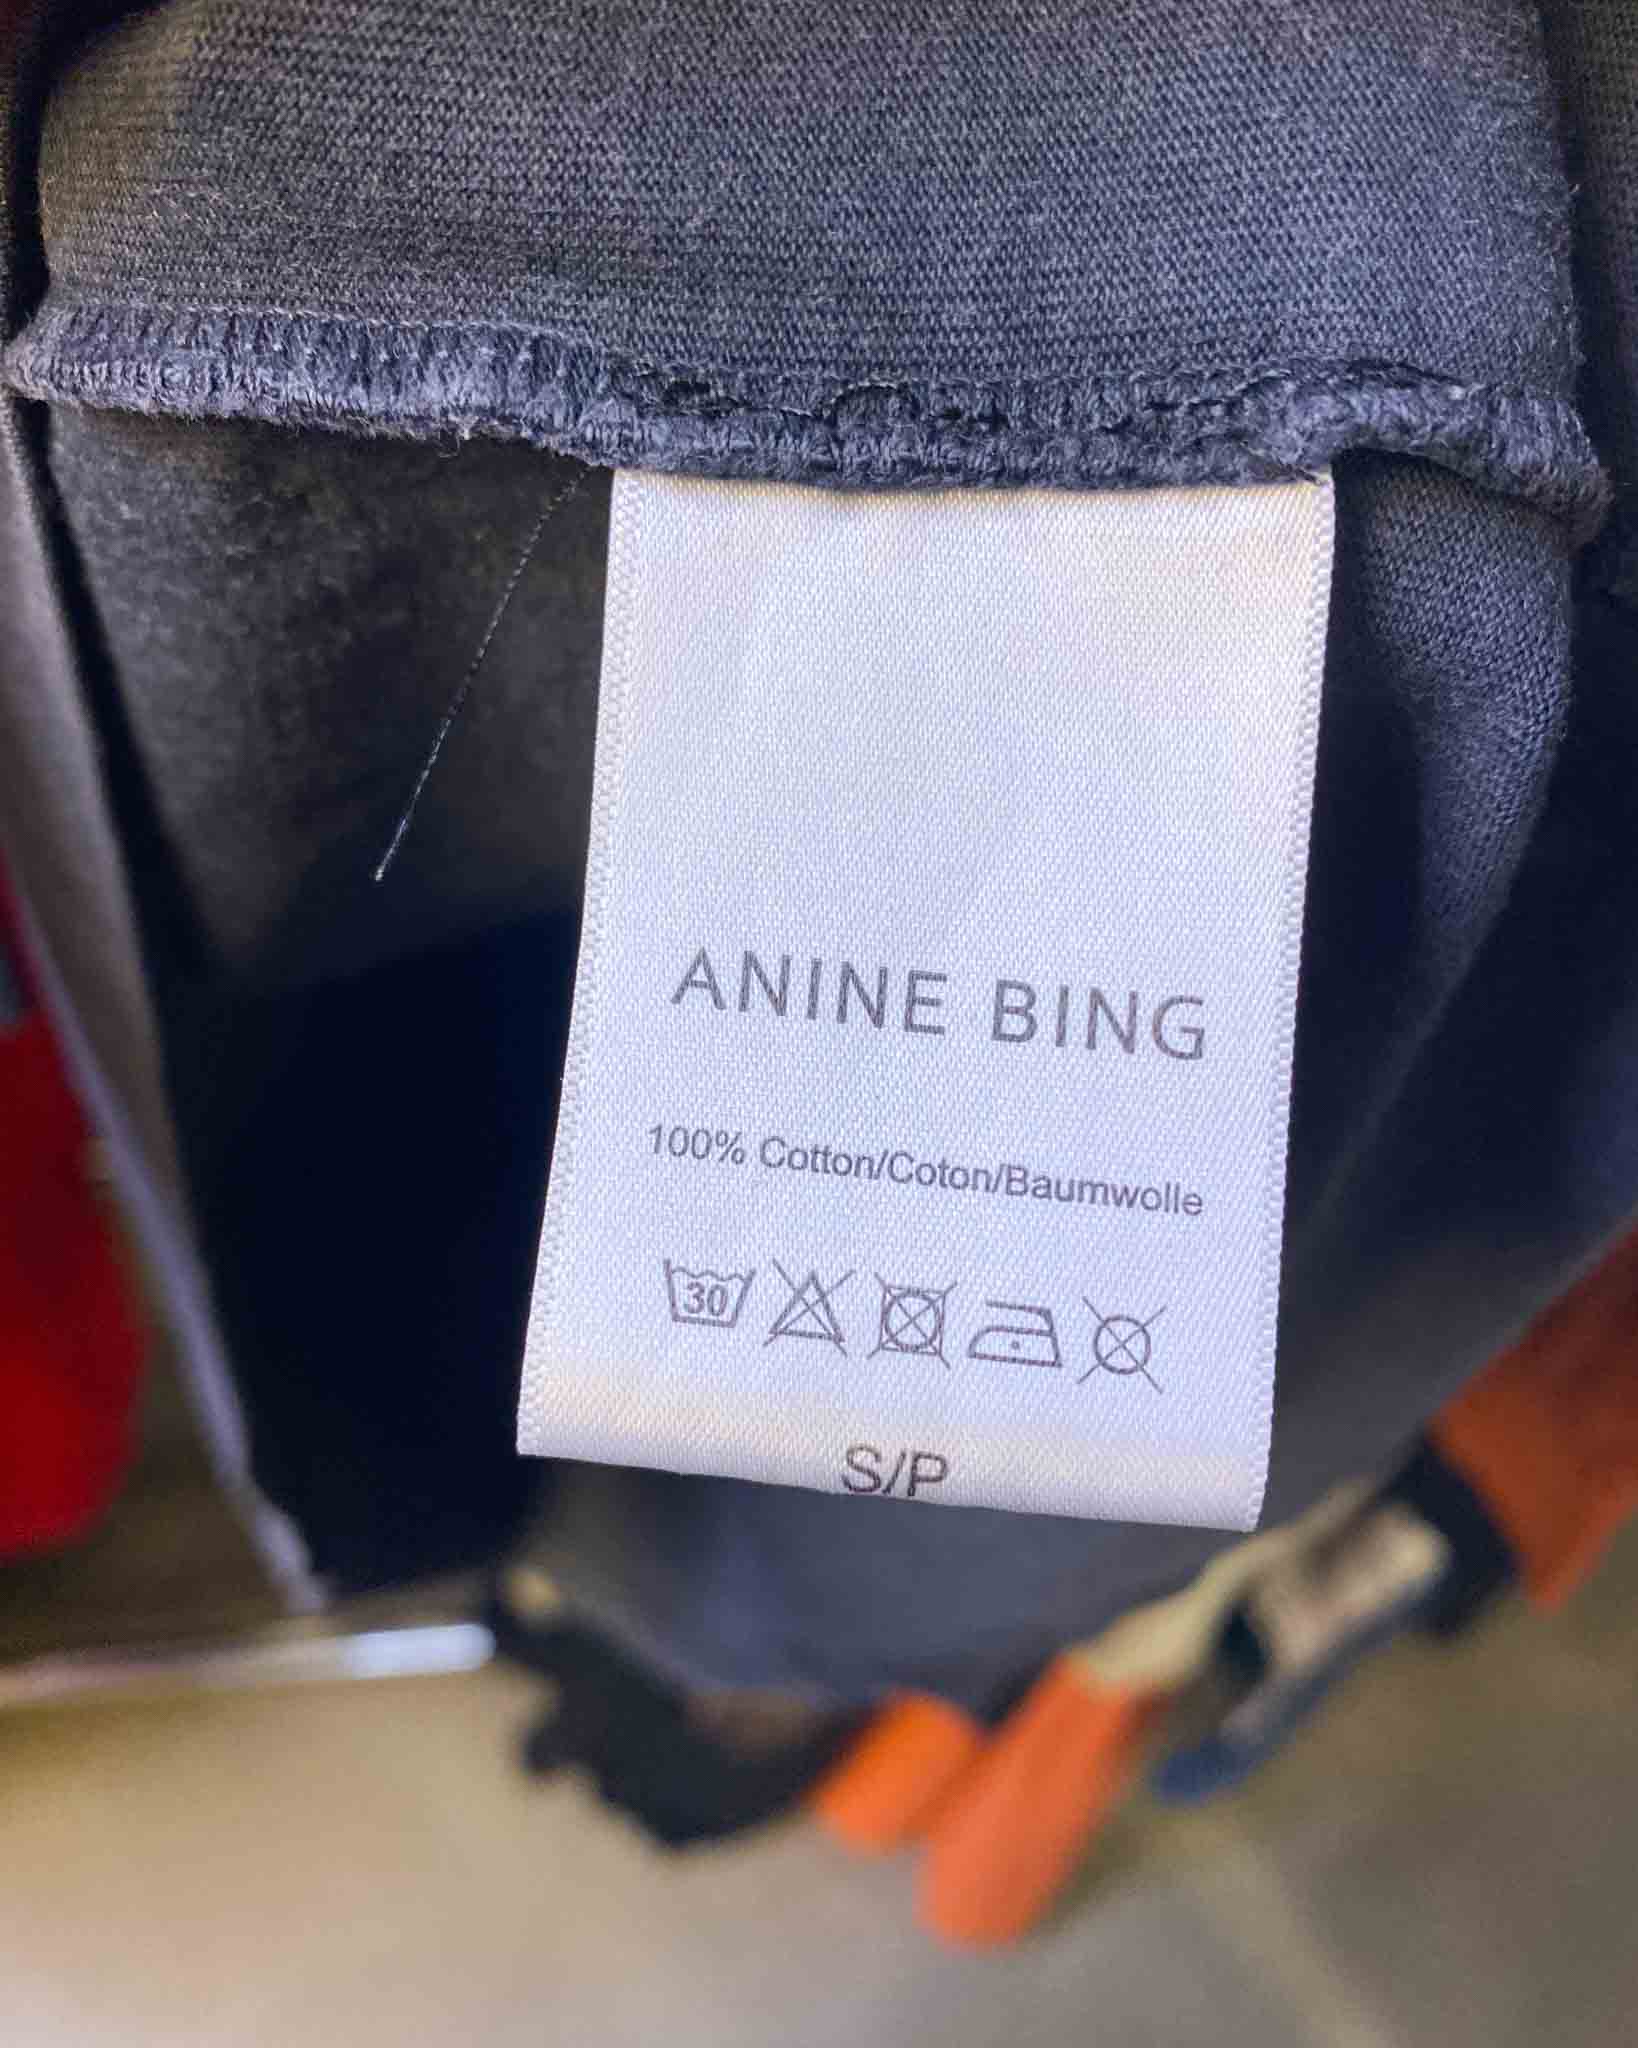 ANINE BING
100% Cotton/Coton/Baumwolle
30
S/P